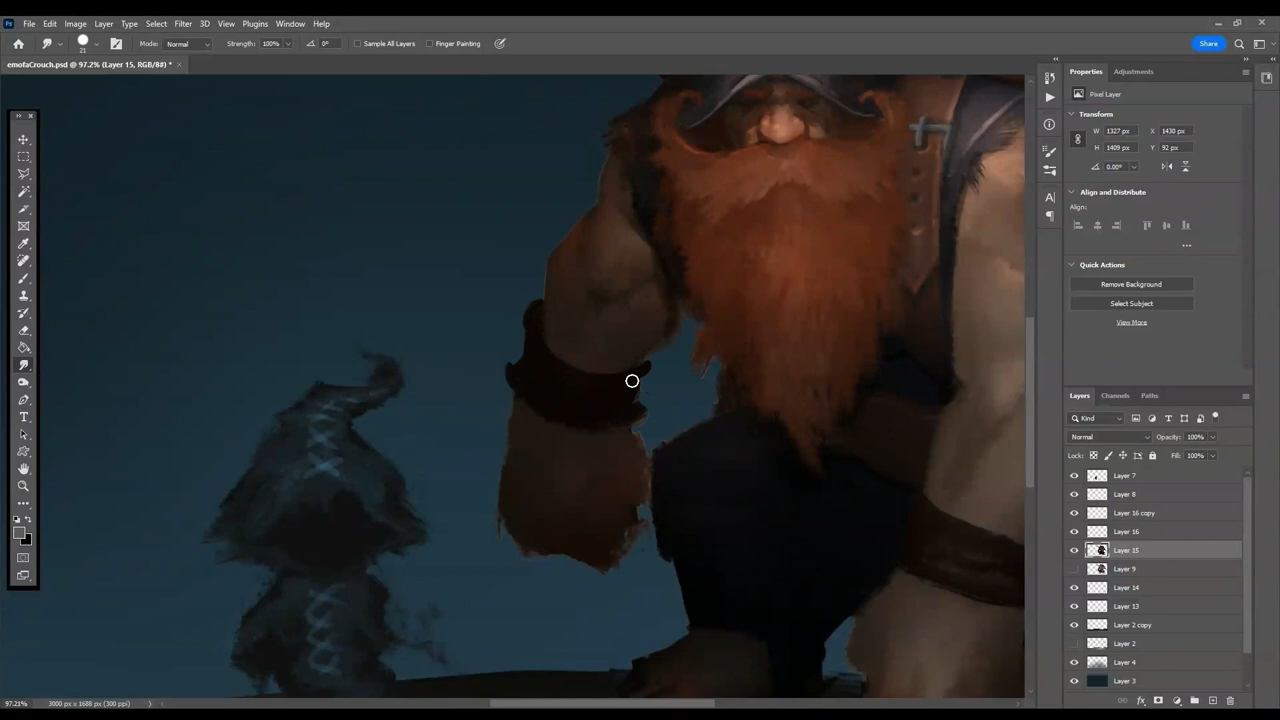 Ps File Edit Image Layer Type Select Filter 3D View Plugins Window Help
21 Mode: Normal Strength: 100% 0° Sample All Layers Finger Painting Share
emofaCrouch.psd @ 97.2% (Layer 15, RGB/8#) * ×
Properties Adjustments
Pixel Layer
Transform
W 1327 px X 1430 px
H 1409 px Y 92 px
0.00°
Align and Distribute
Align:
Quick Actions
Remove Background
Select Subject
View More
Layers Channels Paths
Kind
Normal Opacity: 100%
Lock: Fill: 100%
Layer 7
Layer 8
Layer 16 copy
Layer 16
Layer 15
Layer 9
Layer 14
Layer 13
Layer 2 copy
Layer 2
Layer 4
Layer 3
97.21% 3000 px x 1688 px (300 ppi)